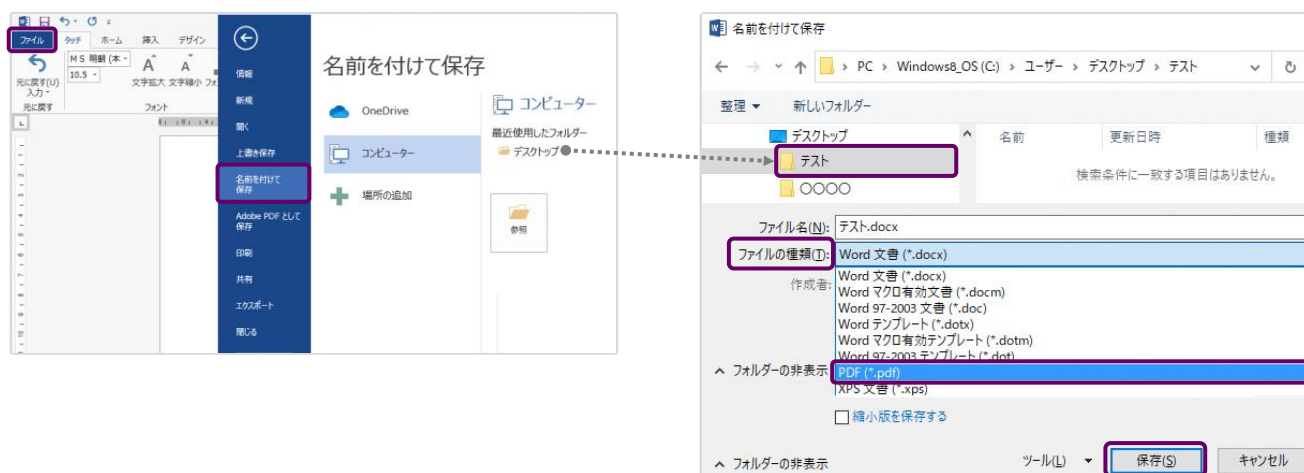 ファイル タッチ ホーム 挿入 デザイン
MS 明朝 (本
10.5
元に戻す(U)
入力
文字拡大 文字縮小 フォ
元に戻す
フォント
情報
新規
開く
上書き保存
名前を付けて
保存
Adobe PDF として
保存
印刷
共有
エクスポート
閉じる
名前を付けて保存
OneDrive
コンピューター
場所の追加
コンピューター
最近使用したフォルダー
デスクトップ
参照
名前を付けて保存
PC › Windows8_OS (C:) › ユーザー › デスクトップ › テスト
整理 新しいフォルダー
デスクトップ
テスト
〇〇〇〇
名前 更新日時 種類
検索条件に一致する項目はありません。
ファイル名(N): テスト.docx
ファイルの種類(T): Word 文書 (*.docx)
作成者:
Word 文書 (*.docx)
Word マクロ有効文書 (*.docm)
Word 97-2003 文書 (*.doc)
Word テンプレート (*.dotx)
Word マクロ有効テンプレート (*.dotm)
Word 97-2003 テンプレート (*.dot)
フォルダーの非表示 PDF (*.pdf)
XPS 文書 (*.xps)
縮小版を保存する
フォルダーの非表示 ツール(L) 保存(S) キャンセル